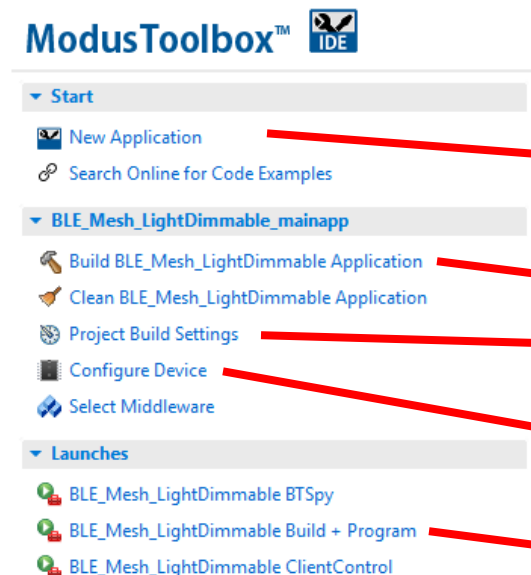 ModusToolbox™ IDE
Start
New Application
Search Online for Code Examples
BLE_Mesh_LightDimmable_mainapp
Build BLE_Mesh_LightDimmable Application
Clean BLE_Mesh_LightDimmable Application
Project Build Settings
Configure Device
Select Middleware
Launches
BLE_Mesh_LightDimmable BTSpy
BLE_Mesh_LightDimmable Build + Program
BLE_Mesh_LightDimmable ClientControl